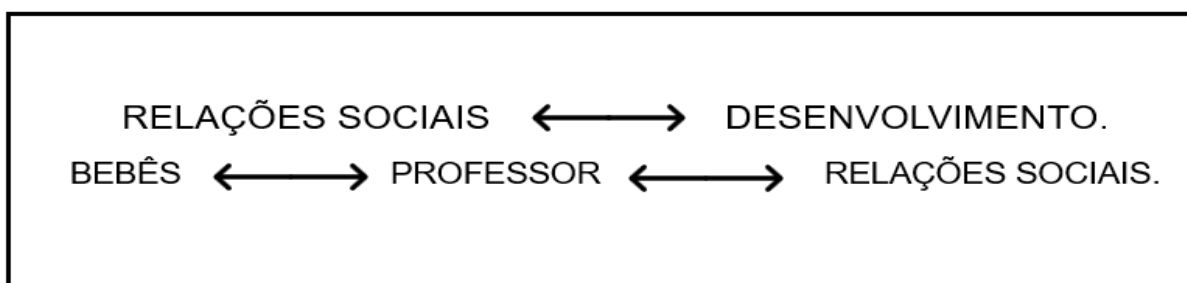 RELAÇÕES SOCIAIS ⟷ DESENVOLVIMENTO.
BEBÊS ⟷ PROFESSOR ⟷ RELAÇÕES SOCIAIS.